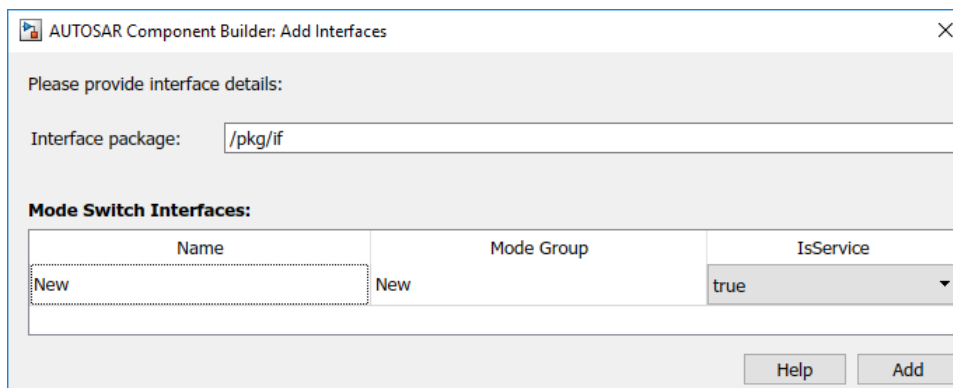 AUTOSAR Component Builder: Add Interfaces
Please provide interface details:
Interface package: /pkg/if
Mode Switch Interfaces:
Name Mode Group IsService
New New true
Help Add